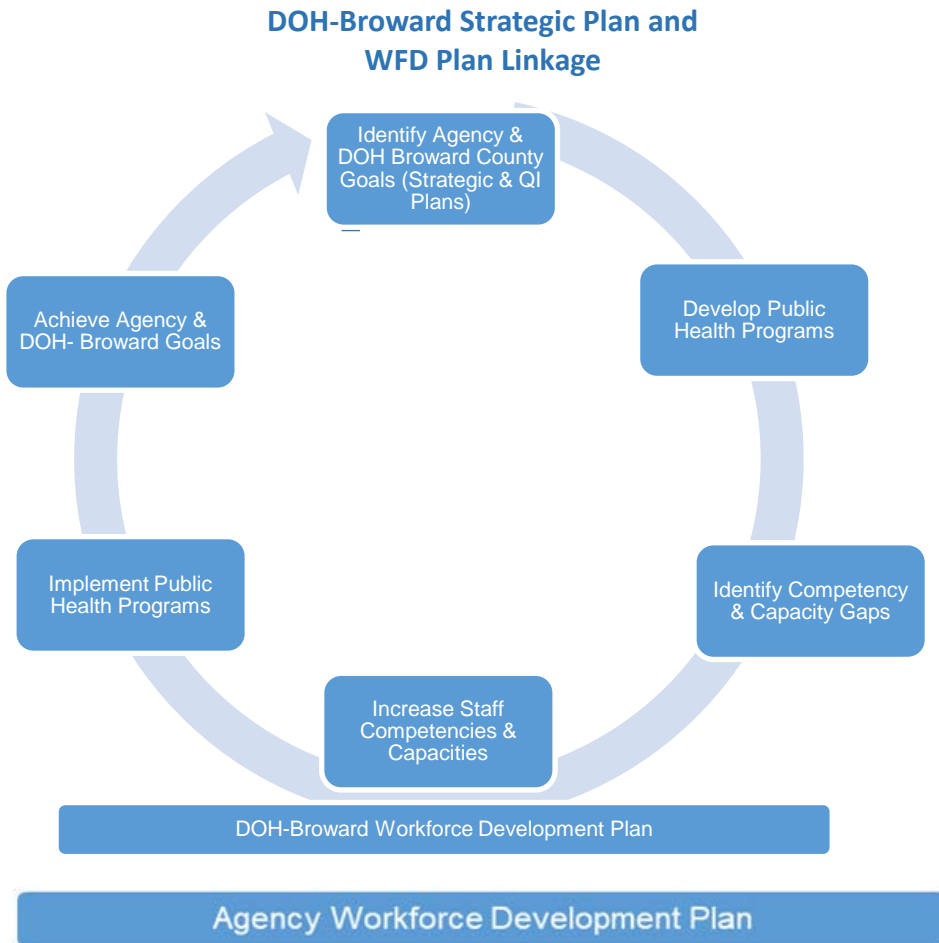 DOH-Broward Strategic Plan and
WFD Plan Linkage
Identify Agency &
DOH Broward County
Goals (Strategic & QI
Plans)
Develop Public
Health Programs
Identify Competency
& Capacity Gaps
Increase Staff
Competencies &
Capacities
Implement Public
Health Programs
Achieve Agency &
DOH- Broward Goals
DOH-Broward Workforce Development Plan
Agency Workforce Development Plan